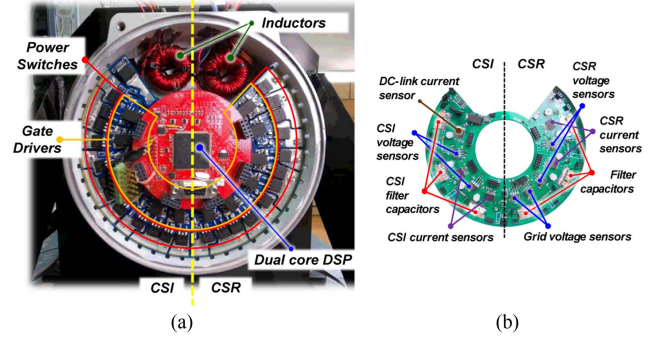 Inductors
Power
Switches
Gate
Drivers
Dual core DSP
CSI
CSR
(a)
CSI
CSR
DC-link current
sensor
CSR
voltage
sensors
CSI
voltage
sensors
CSR
current
sensors
CSI
filter
capacitors
Filter
capacitors
CSI current sensors
Grid voltage sensors
(b)